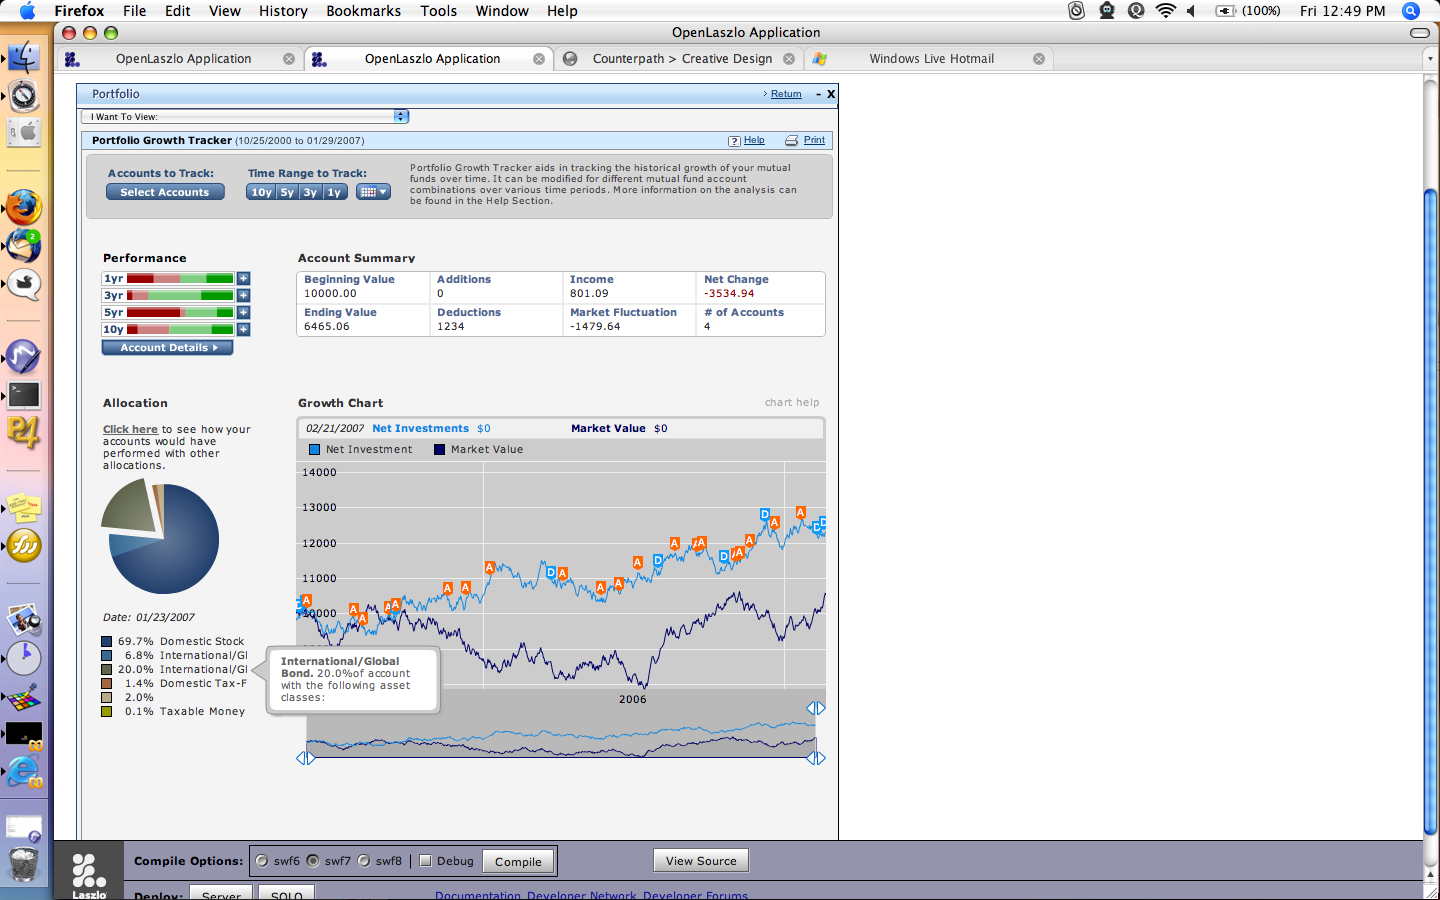 Firefox File Edit View History Bookmarks Tools Window Help (100%) Fri 12:49 PM
OpenLaszlo Application
OpenLaszlo Application OpenLaszlo Application Counterpath > Creative Design Windows Live Hotmail
Portfolio Return - X
I Want To View:
Portfolio Growth Tracker (10/25/2000 to 01/29/2007) ? Help Print
Accounts to Track:
Select Accounts
Time Range to Track:
10y 5y 3y 1y
Portfolio Growth Tracker aids in tracking the historical growth of your mutual
funds over time. It can be modified for different mutual fund account
combinations over various time periods. More information on the analysis can
be found in the Help Section.
Performance
1yr +
3yr +
5yr +
10y +
Account Details
Account Summary
Beginning Value Additions Income Net Change
10000.00 0 801.09 -3534.94
Ending Value Deductions Market Fluctuation # of Accounts
6465.06 1234 -1479.64 4
Allocation
Click here to see how your
accounts would have
performed with other
allocations.
Date: 01/23/2007
69.7% Domestic Stock
6.8% International/Gl
20.0% International/Gl
1.4% Domestic Tax-F
2.0%
0.1% Taxable Money
International/Global
Bond. 20.0%of account
with the following asset
classes:
Growth Chart chart help
02/21/2007 Net Investments $0 Market Value $0
Net Investment Market Value
14000
13000
12000
11000
10000
2006
Compile Options: swf6 swf7 swf8 | Debug Compile View Source
Laszlo Deploy: Server SOLO Documentation Developer Network Developer Forums